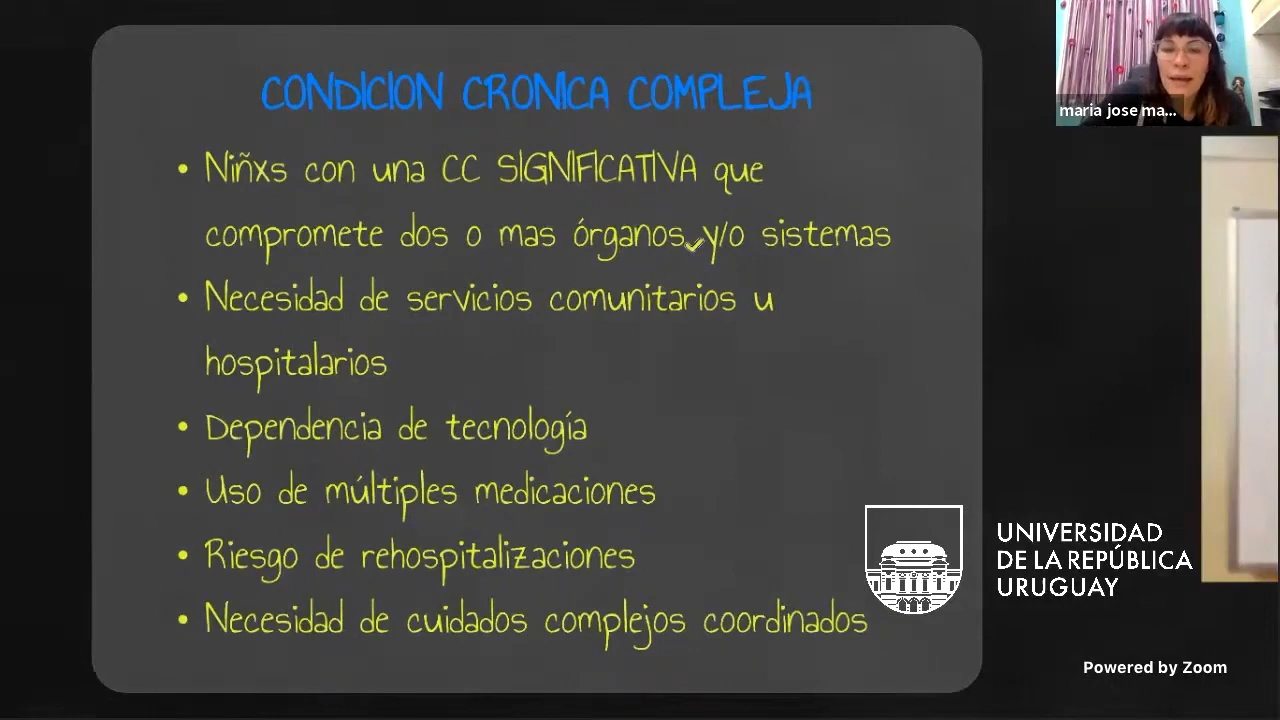 CONDICION CRONICA COMPLEJA
• Niñxs con una CC SIGNIFICATIVA que
compromete dos o mas órganos y/o sistemas
• Necesidad de servicios comunitarios u
hospitalarios
• Dependencia de tecnología
• Uso de múltiples medicaciones
• Riesgo de rehospitalizaciones
• Necesidad de cuidados complejos coordinados
maria jose ma...
UNIVERSIDAD
DE LA REPÚBLICA
URUGUAY
Powered by Zoom